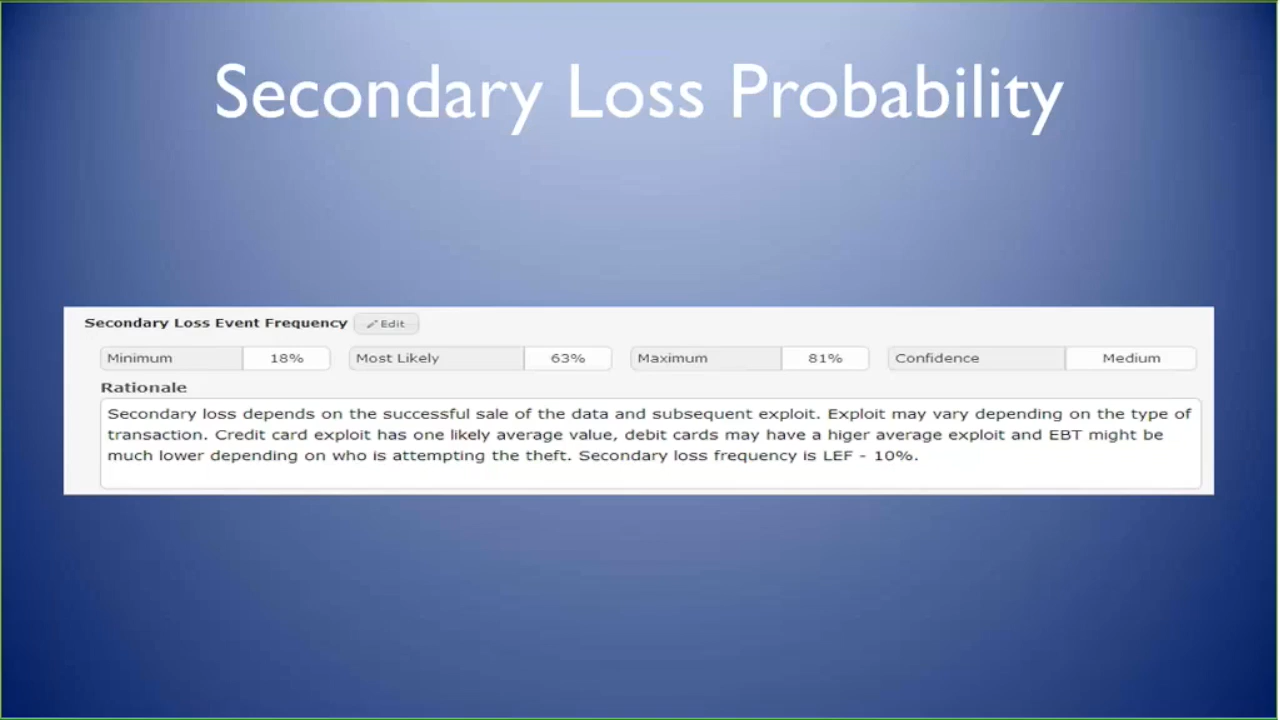 Secondary Loss Probability
Secondary Loss Event Frequency Edit
Minimum 18% Most Likely 63% Maximum 81% Confidence Medium
Rationale
Secondary loss depends on the successful sale of the data and subsequent exploit. Exploit may vary depending on the type of
transaction. Credit card exploit has one likely average value, debit cards may have a higer average exploit and EBT might be
much lower depending on who is attempting the theft. Secondary loss frequency is LEF - 10%.